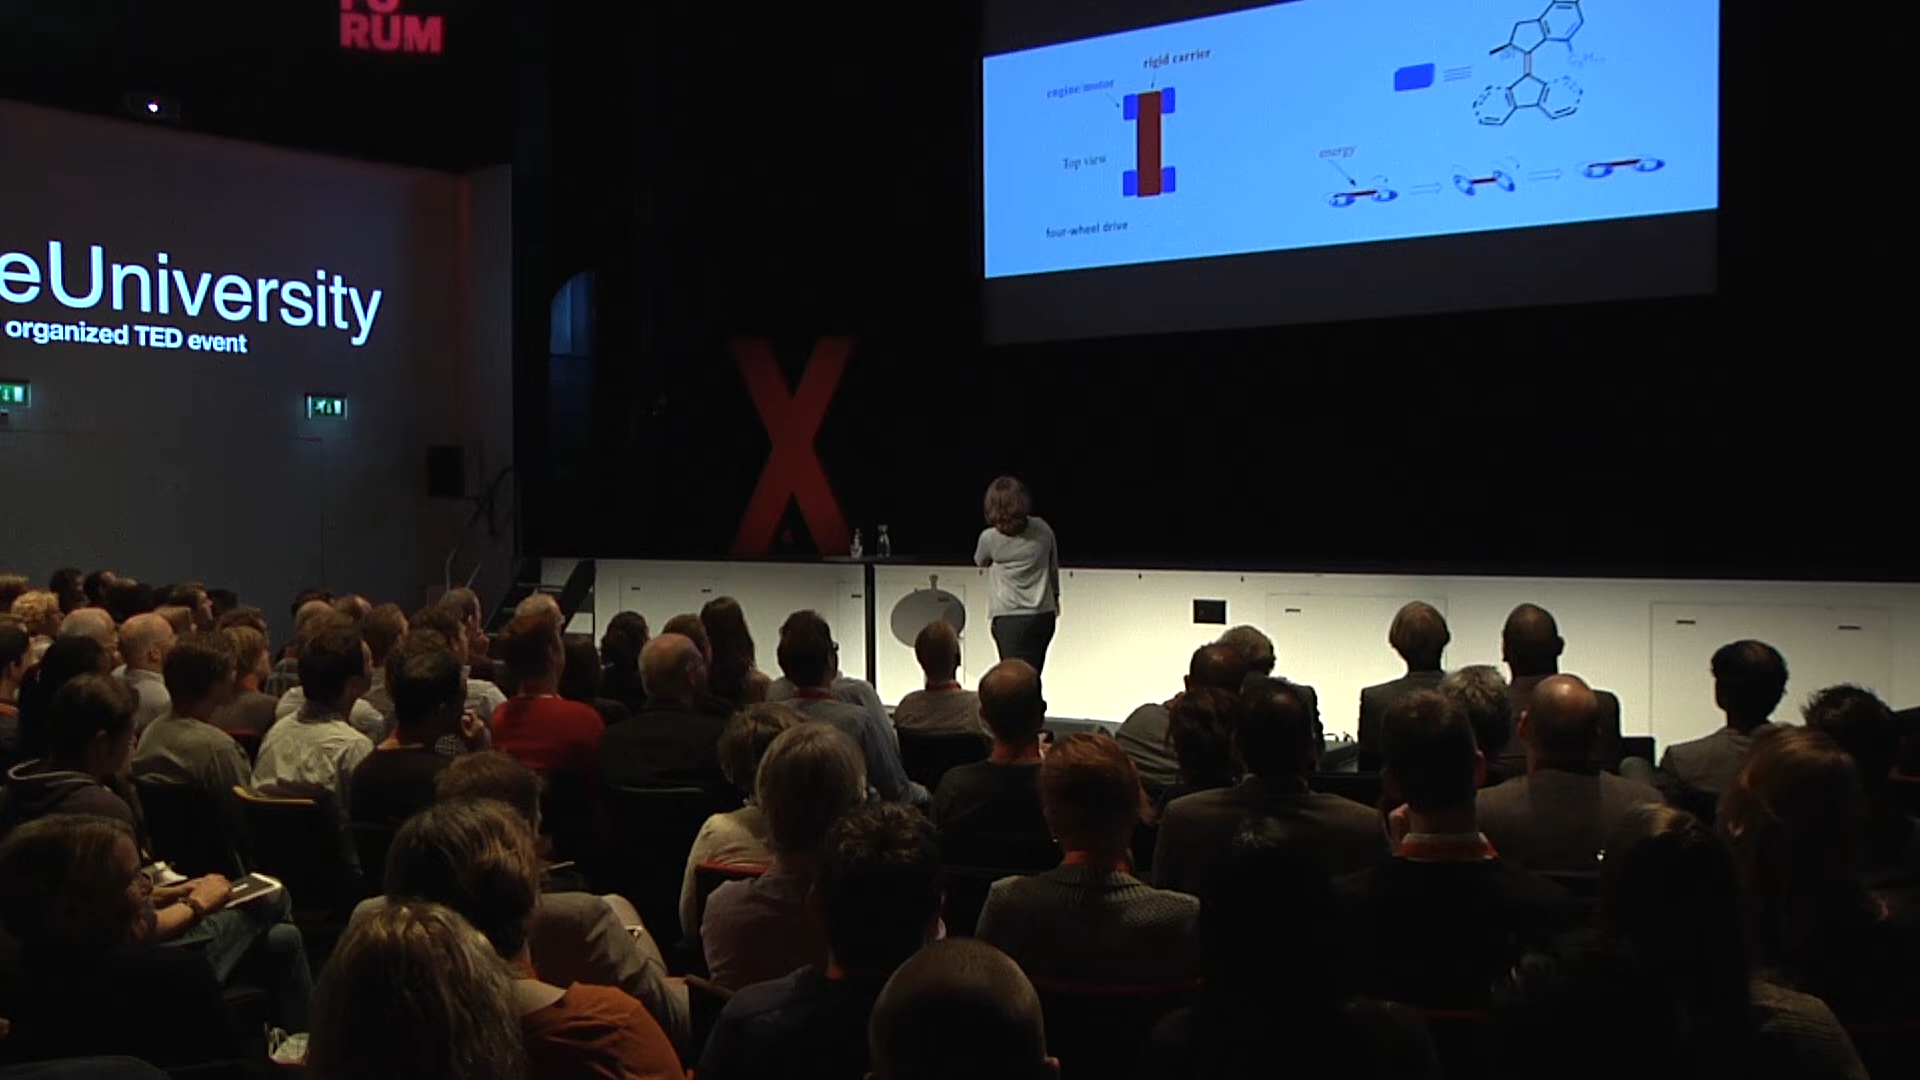 RUM
eUniversity
organized TED event
X
rigid carrier
engine/motor
Top view
four-wheel drive
energy